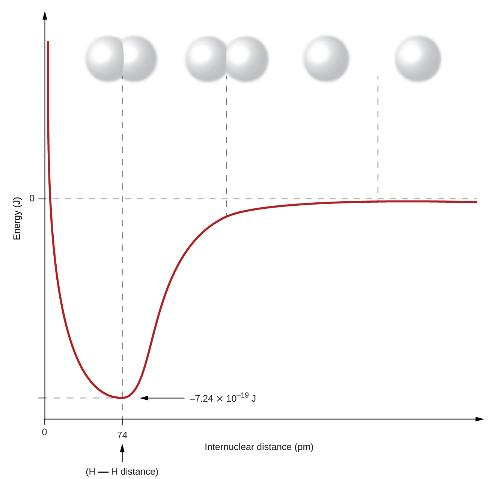 0
Energy (J)
–7.24 × 10⁻¹⁹ J
0
74
Internuclear distance (pm)
(H — H distance)